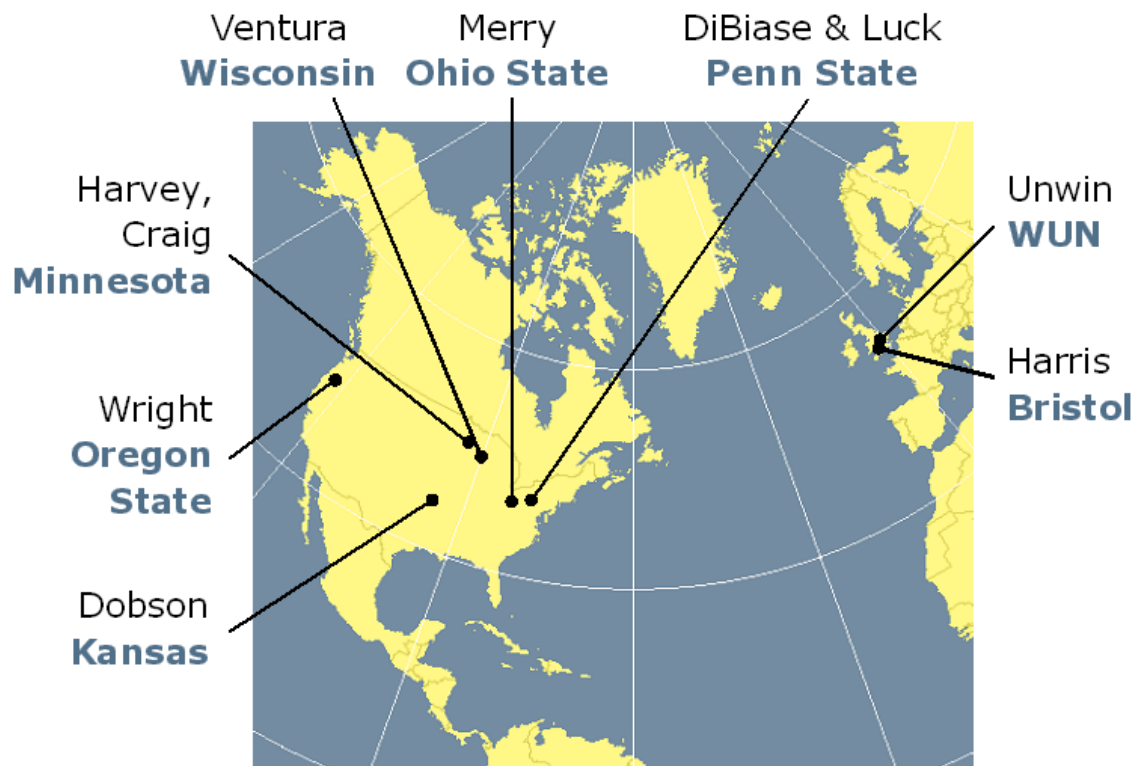 Ventura
Wisconsin
Merry
Ohio State
DiBiase & Luck
Penn State
Harvey,
Craig
Minnesota
Unwin
WUN
Harris
Bristol
Wright
Oregon
State
Dobson
Kansas